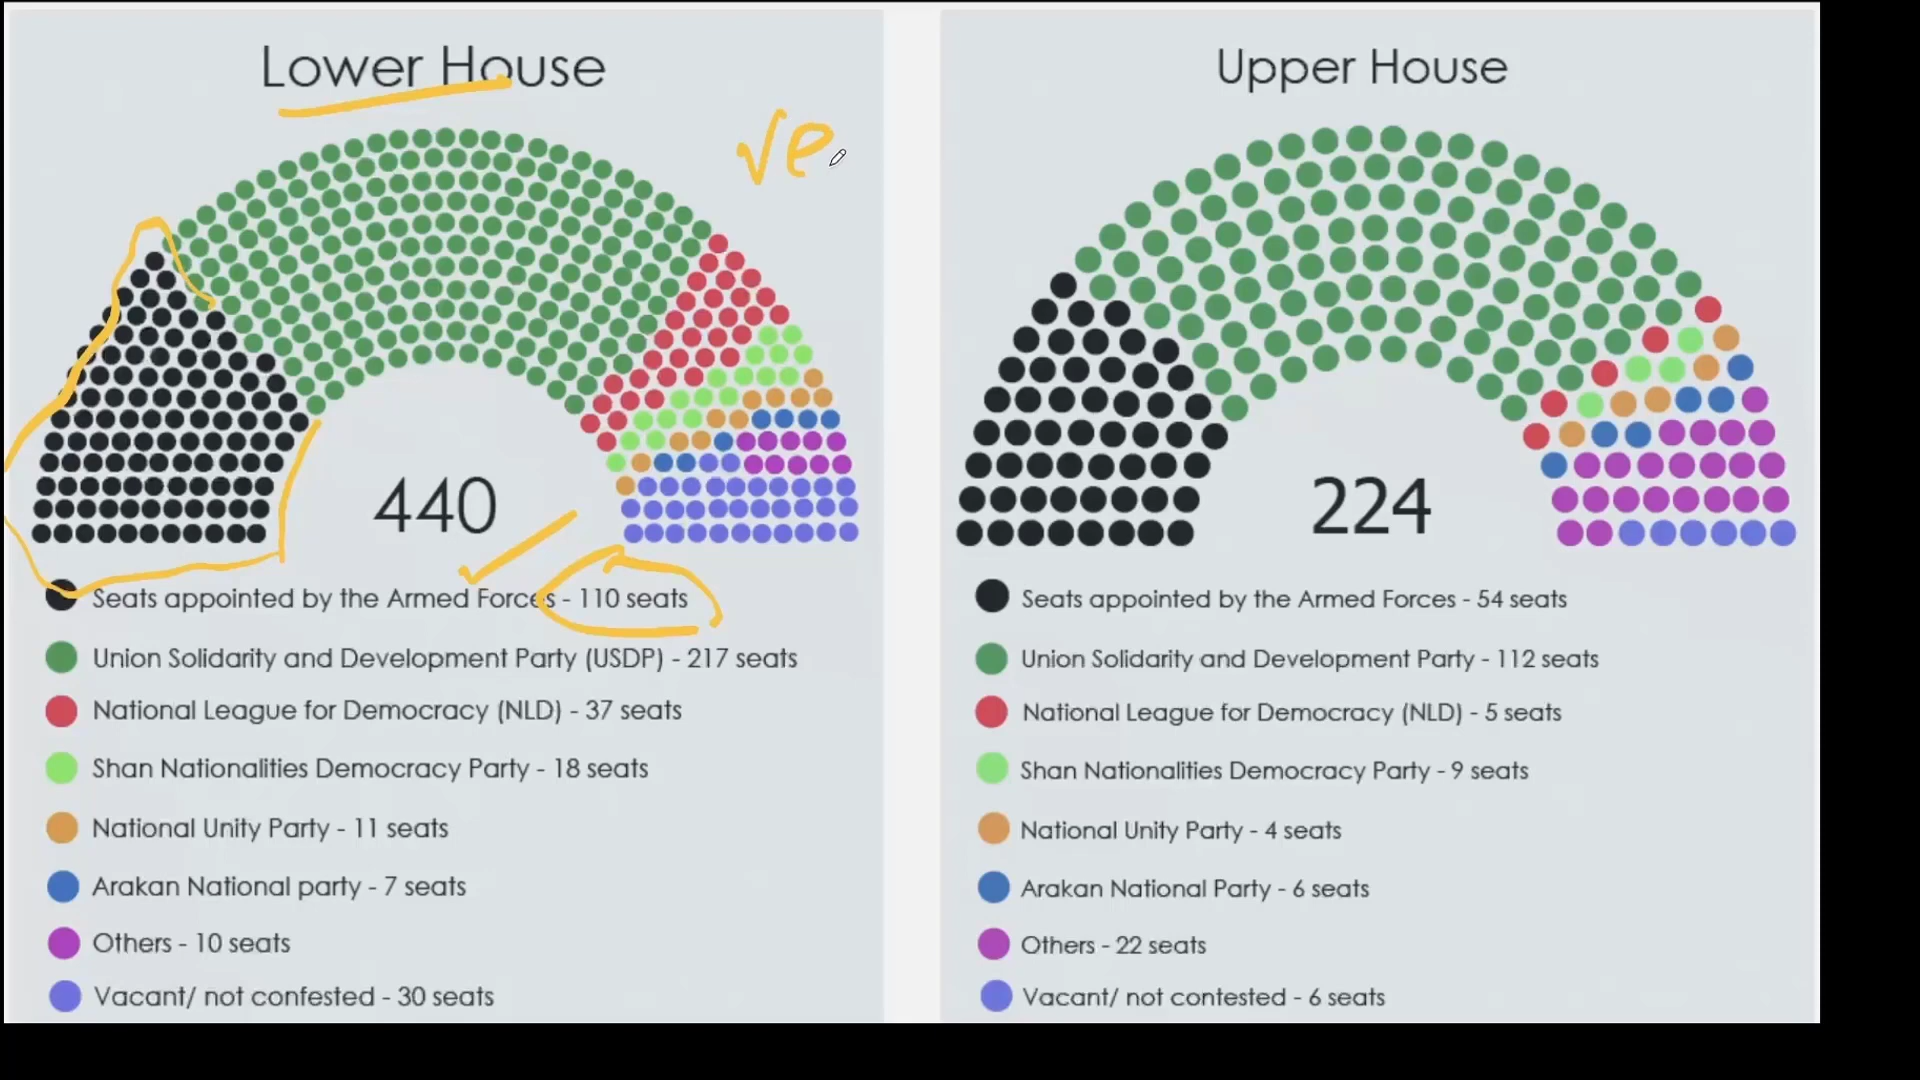 Lower House
√e
440
Seats appointed by the Armed Forces - 110 seats
Union Solidarity and Development Party (USDP) - 217 seats
National League for Democracy (NLD) - 37 seats
Shan Nationalities Democracy Party - 18 seats
National Unity Party - 11 seats
Arakan National party - 7 seats
Others - 10 seats
Vacant/ not confested - 30 seats
Upper House
224
Seats appointed by the Armed Forces - 54 seats
Union Solidarity and Development Party - 112 seats
National League for Democracy (NLD) - 5 seats
Shan Nationalities Democracy Party - 9 seats
National Unity Party - 4 seats
Arakan National Party - 6 seats
Others - 22 seats
Vacant/ not contested - 6 seats